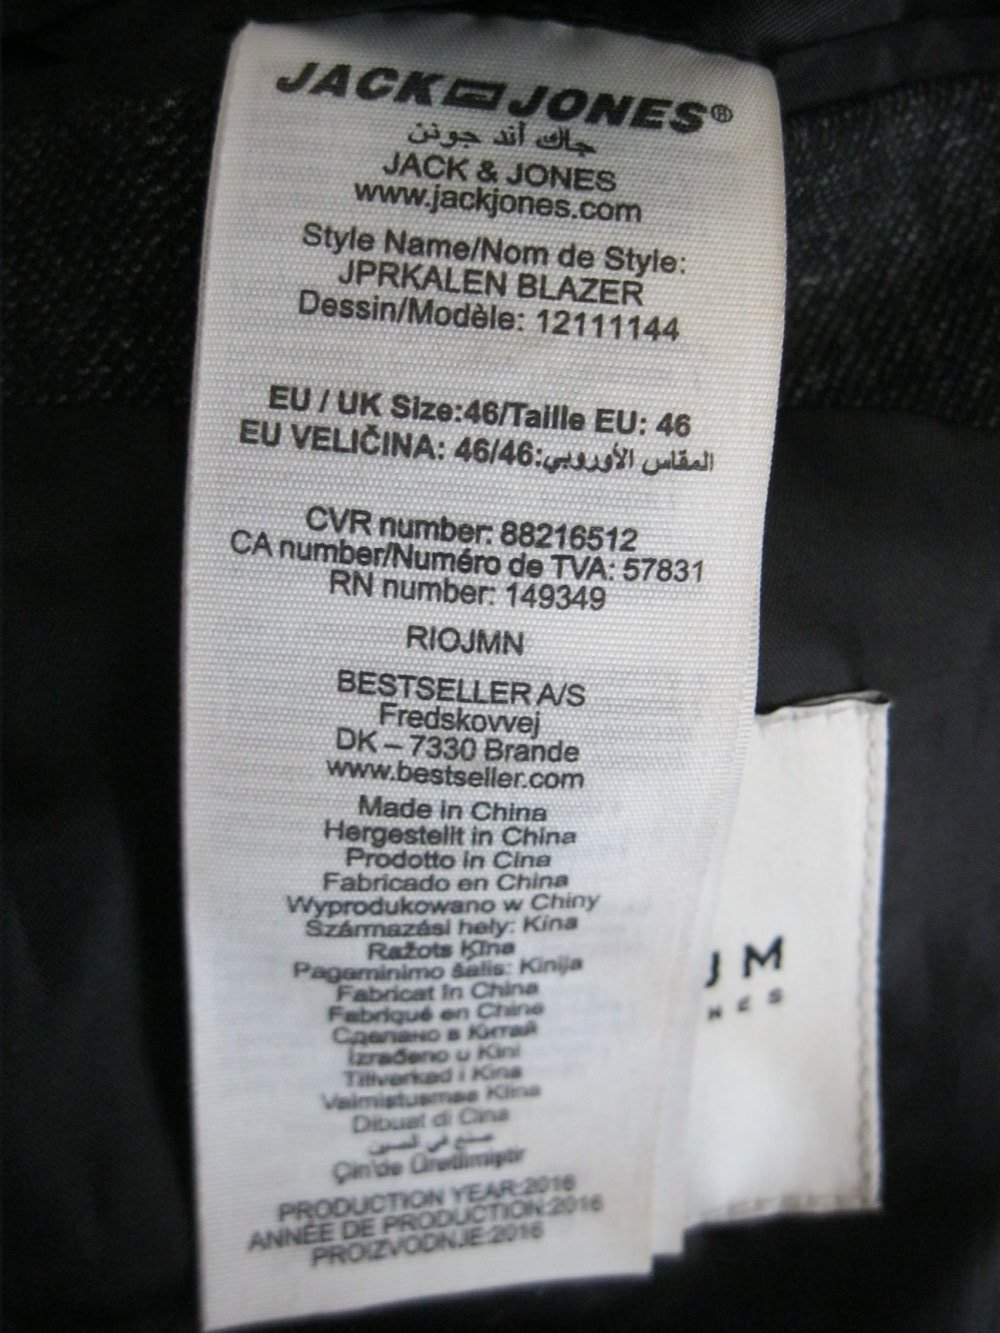 JACK JONES®
جاك أند جونز
JACK & JONES
www.jackjones.com
Style Name/Nom de Style:
JPRKALEN BLAZER
Dessin/Modèle: 12111144
EU / UK Size:46/Taille EU: 46
EU VELIČINA: 46/46:المقاس الأوروبي
CVR number: 88216512
CA number/Numéro de TVA: 57831
RN number: 149349
RIOJMN
BESTSELLER A/S
Fredskovvej
DK – 7330 Brande
www.bestseller.com
Made in China
Hergestellt in China
Prodotto in Cina
Fabricado en China
Wyprodukowano w Chiny
Származási hely: Kína
Ražots Ķīna
Pagaminimo šalis: Kinija
Fabricat în China
Fabriqué en Chine
Сделано в Китай
Izrađeno u Kini
Tillverkad i Kina
Valmistusmaa Kiina
Dibuat di Cina
صنع في الصين
Çin'de Üretilmiştir
PRODUCTION YEAR:2016
ANNÉE DE PRODUCTION:2016
PROIZVODNJE:2016
J M
N E S